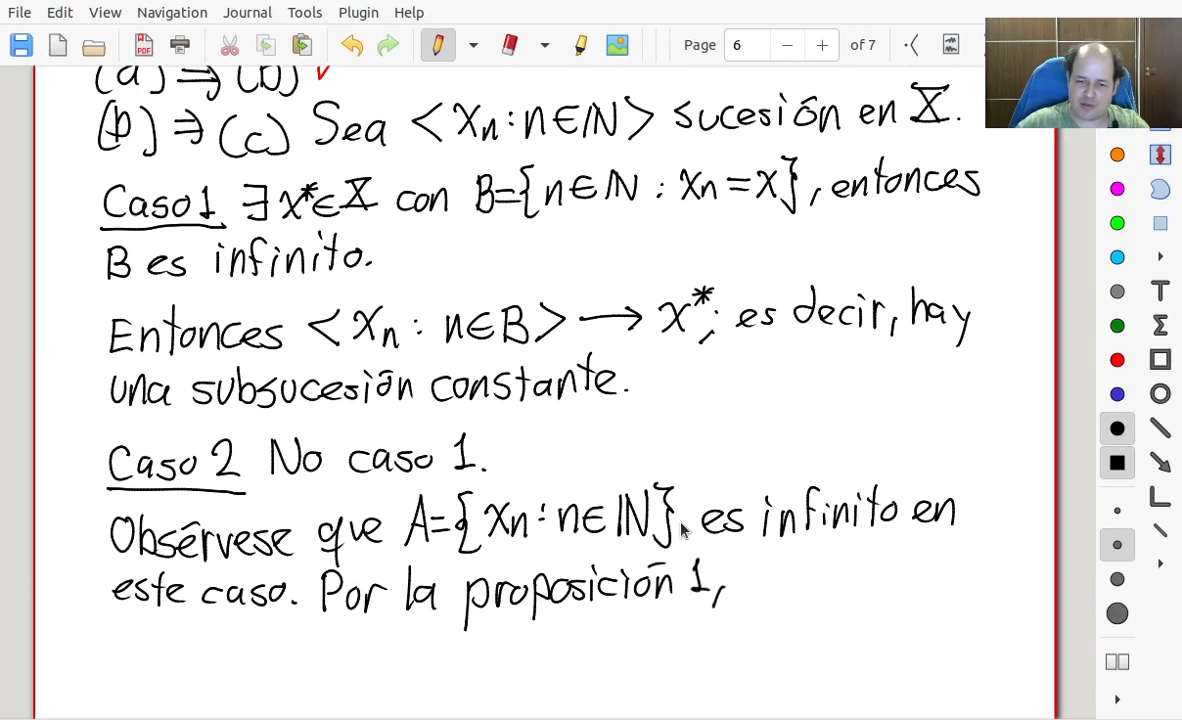 File Edit View Navigation Journal Tools Plugin Help
Page 6 of 7
(a) ⇒ (b) √
(b) ⇒ (c) Sea <xn : n∈ℕ> sucesión en X.
Caso 1 ∃ x*∈X con B={n∈ℕ : xn = x}, entonces
B es infinito.
Entonces <xn : n∈B> → x*; es decir, hay
una subsucesión constante.
Caso 2 No caso 1.
Obsérvese que A={xn : n∈ℕ} es infinito en
este caso. Por la proposición 1,